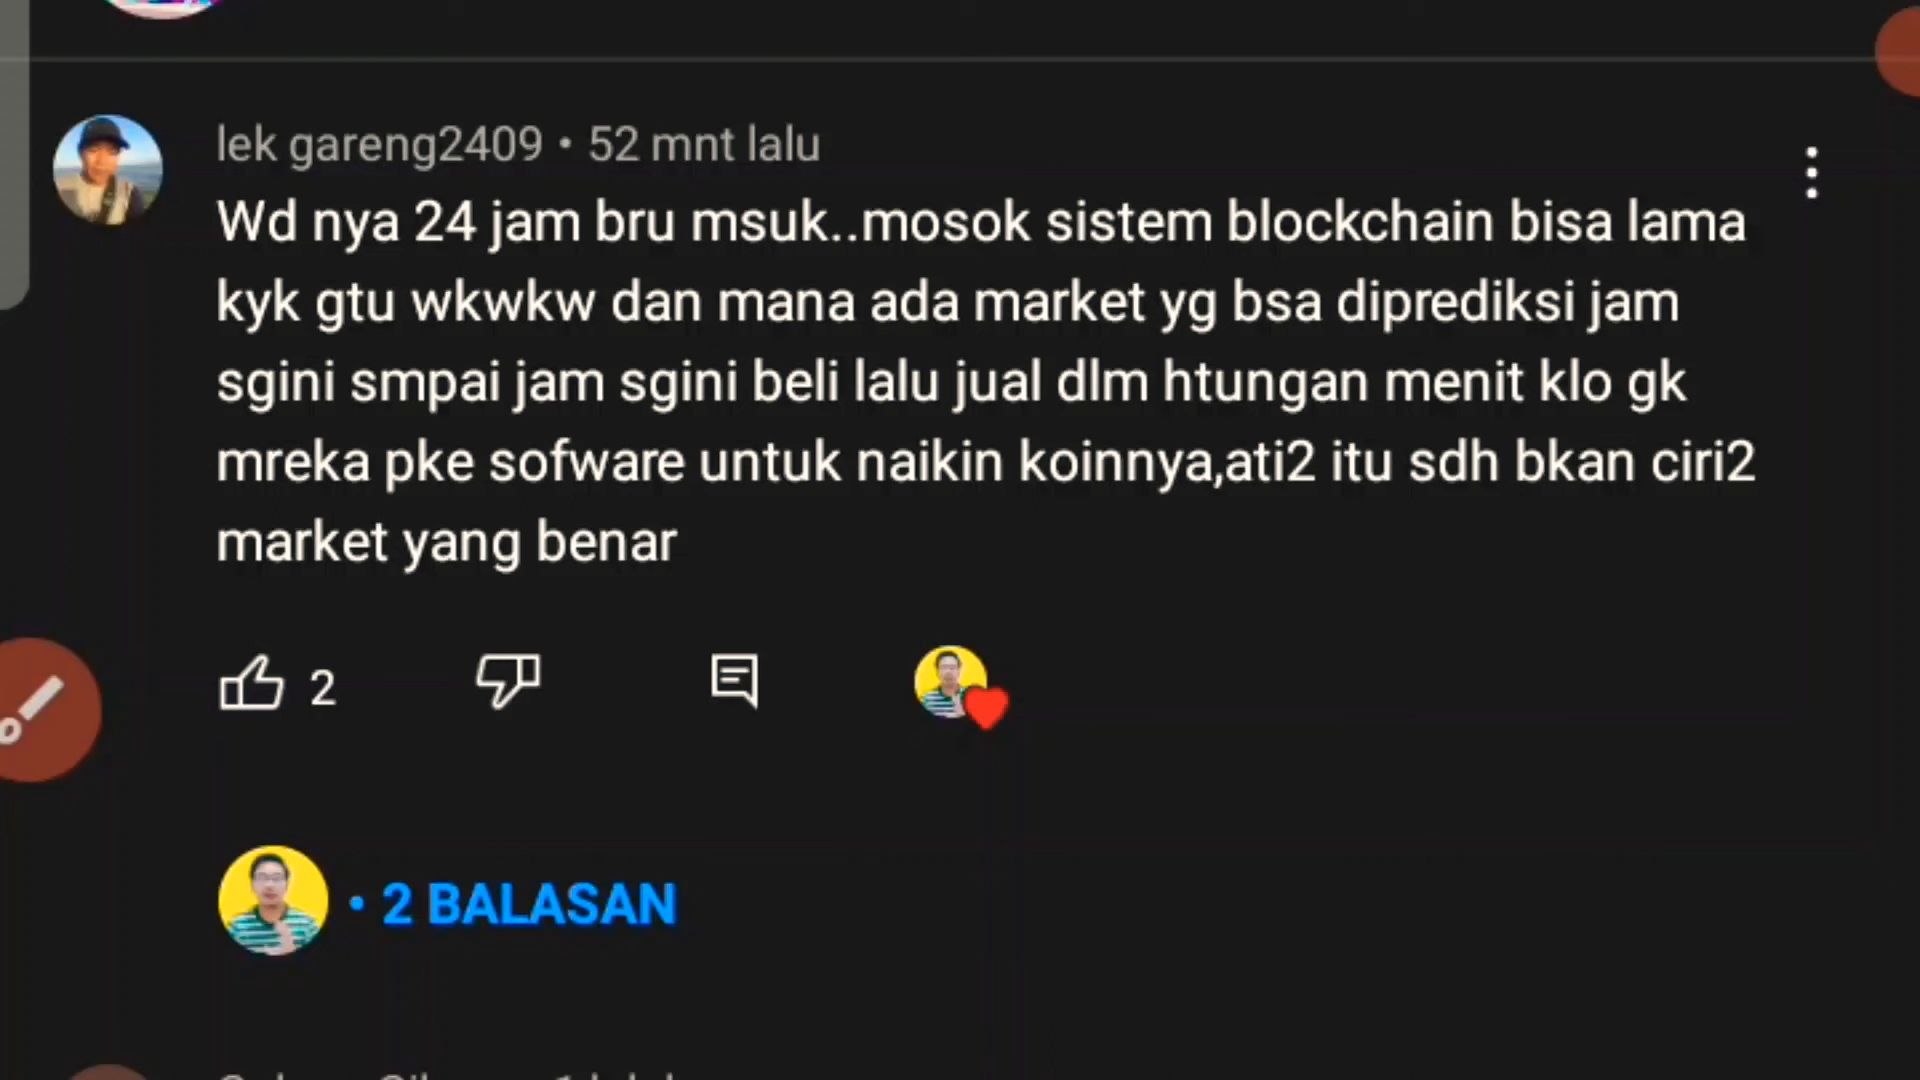 lek gareng2409 • 52 mnt lalu
Wd nya 24 jam bru msuk..mosok sistem blockchain bisa lama
kyk gtu wkwkw dan mana ada market yg bsa diprediksi jam
sgini smpai jam sgini beli lalu jual dlm htungan menit klo gk
mreka pke sofware untuk naikin koinnya,ati2 itu sdh bkan ciri2
market yang benar
2
• 2 BALASAN